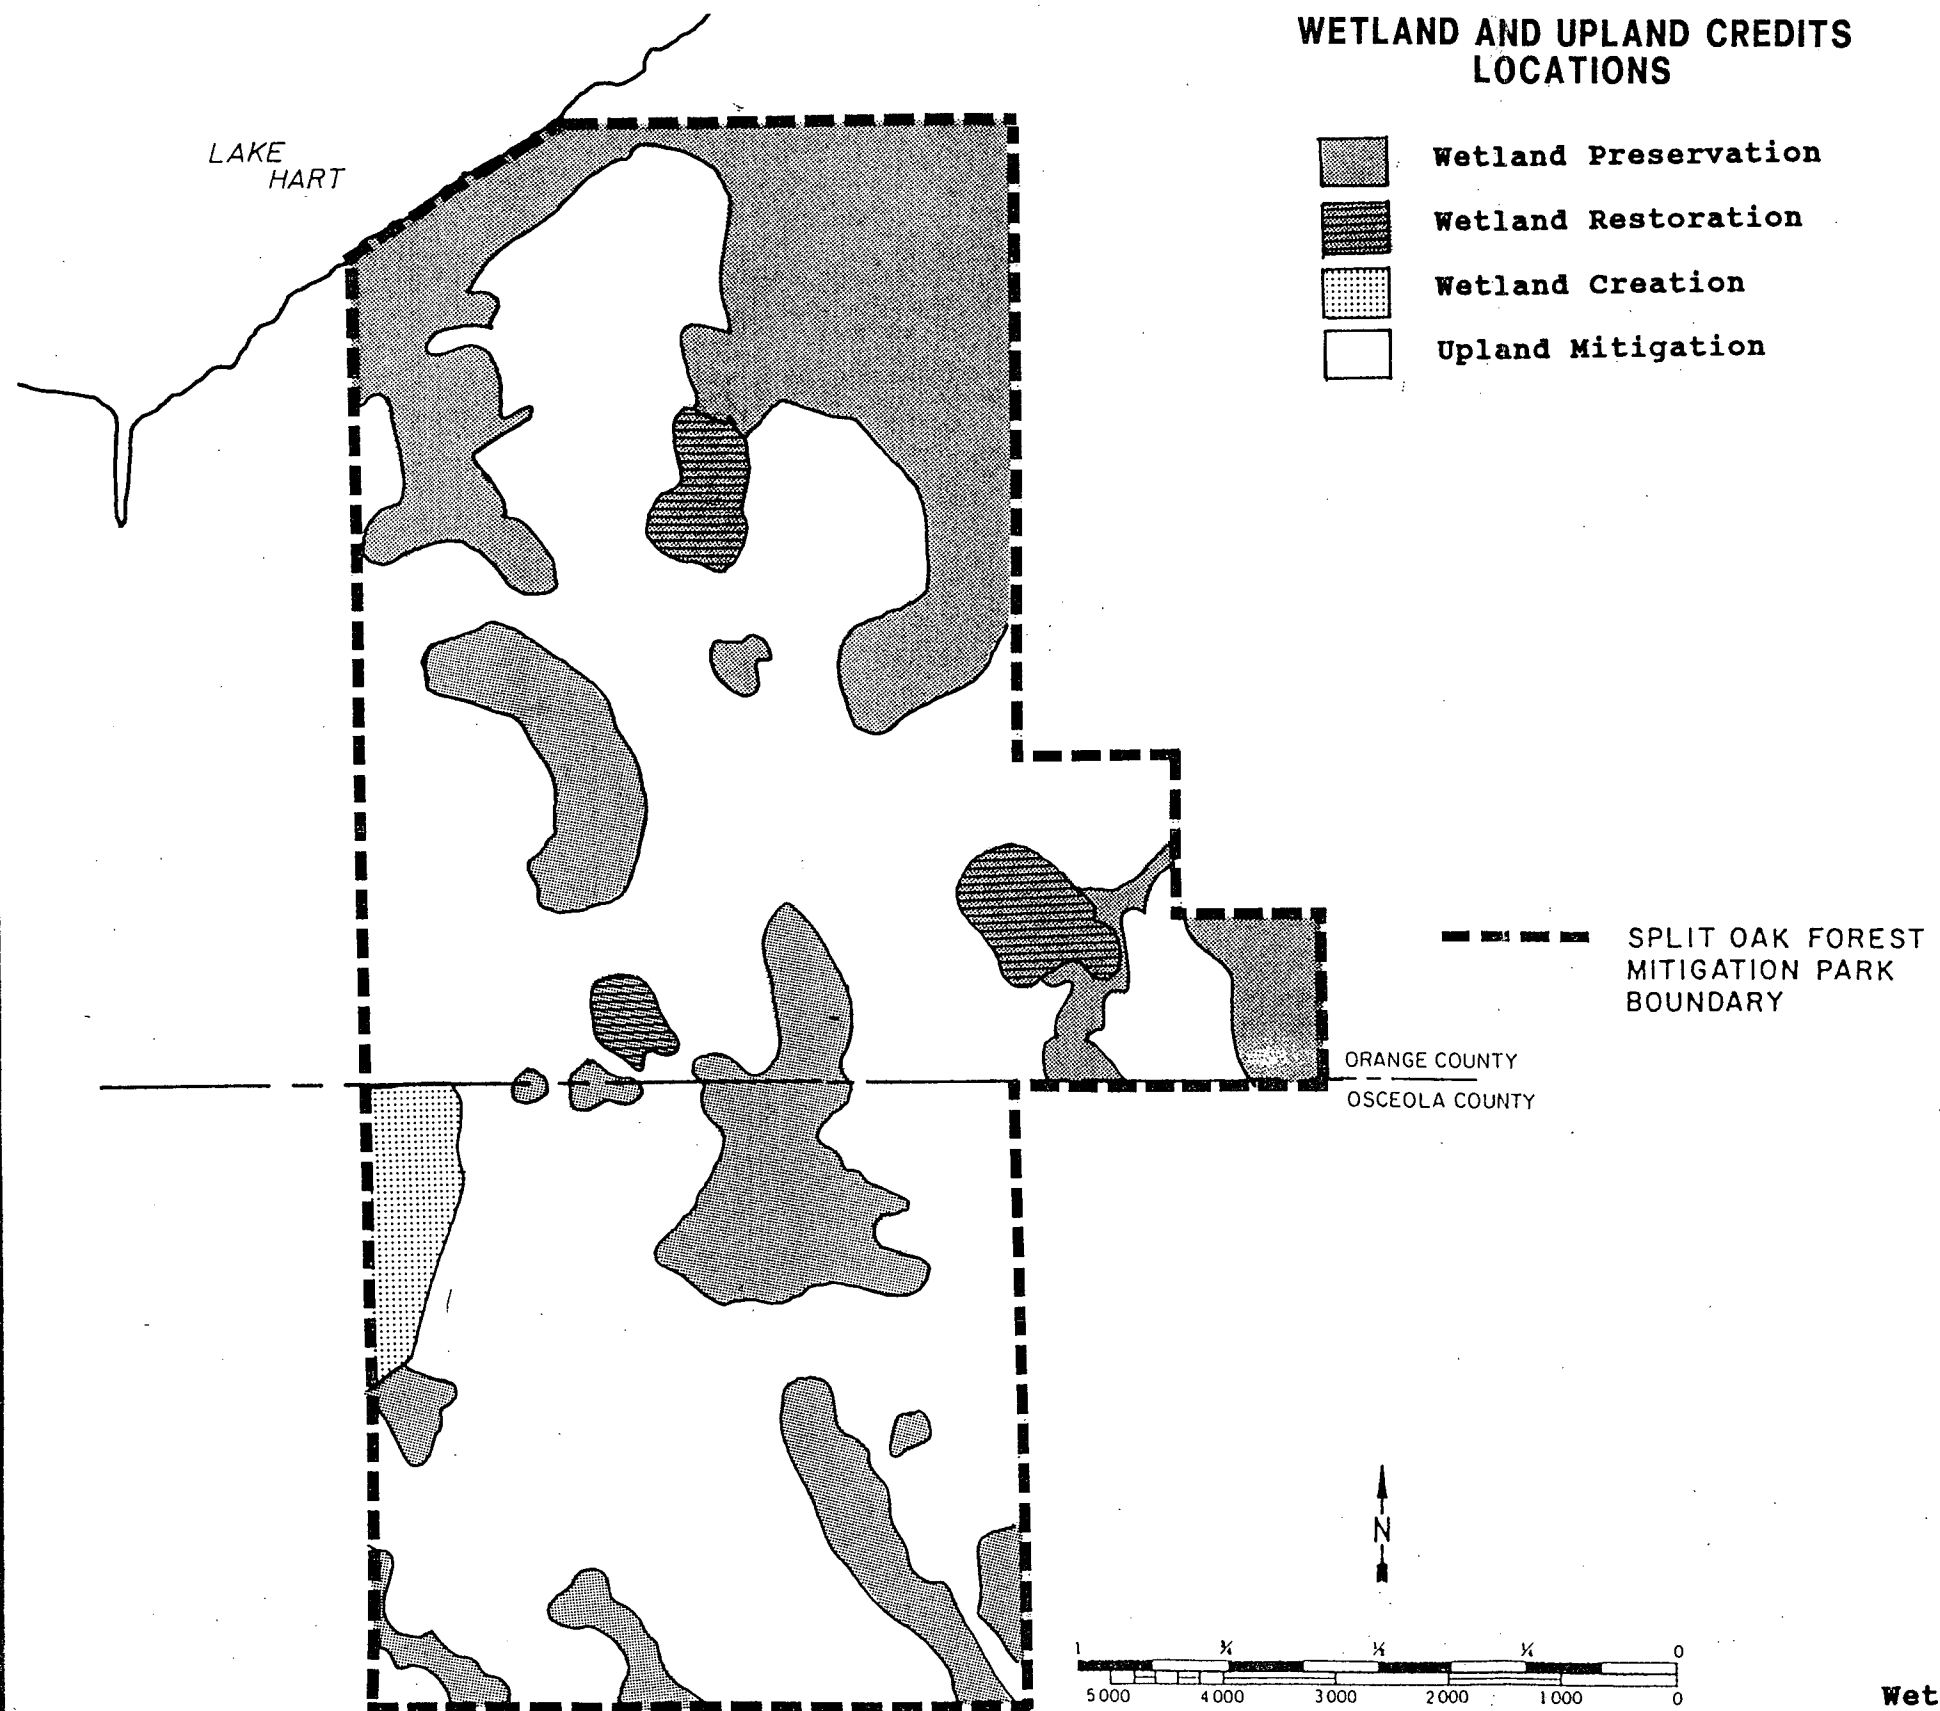 WETLAND AND UPLAND CREDITS
LOCATIONS
LAKE
HART
Wetland Preservation
Wetland Restoration
Wetland Creation
Upland Mitigation
SPLIT OAK FOREST
MITIGATION PARK
BOUNDARY
ORANGE COUNTY
OSCEOLA COUNTY
N
1 ¾ ½ ¼ 0
5000 4000 3000 2000 1000 0
Wet